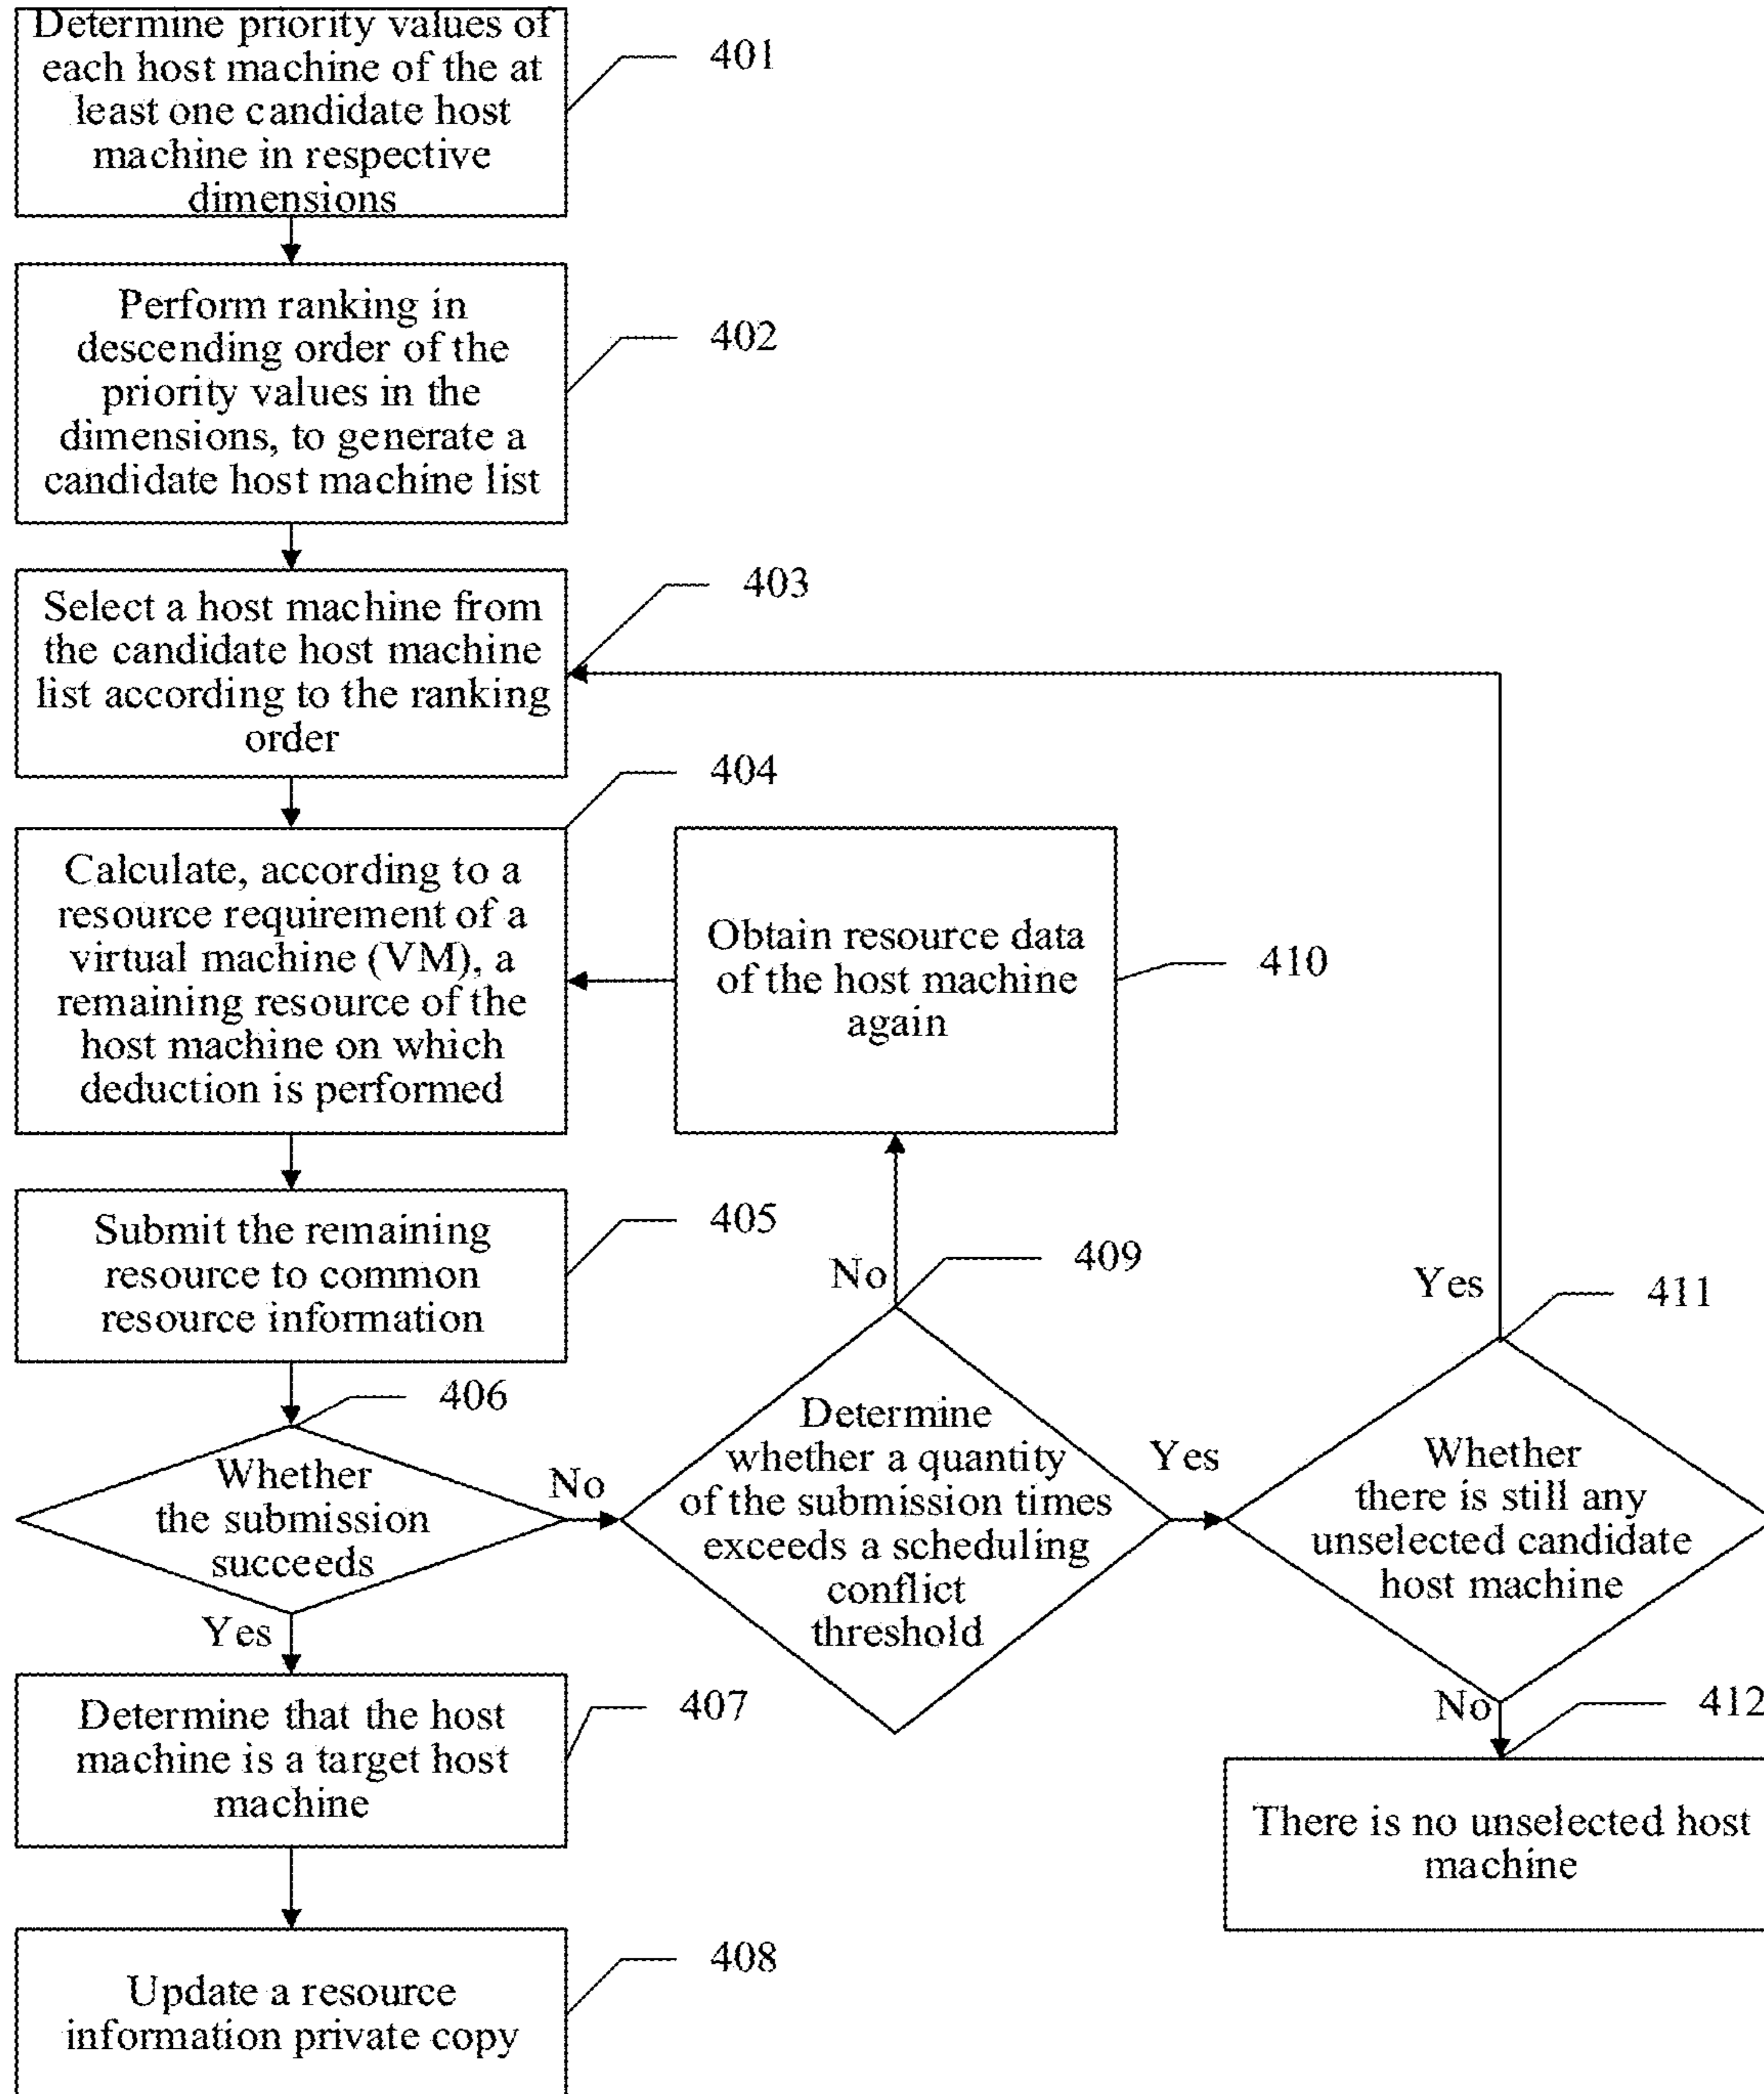 Determine priority values of
each host machine of the at
least one candidate host
machine in respective
dimensions
401
Perform ranking in
descending order of the
priority values in the
dimensions, to generate a
candidate host machine list
402
Select a host machine from
the candidate host machine
list according to the ranking
order
403
Calculate, according to a
resource requirement of a
virtual machine (VM), a
remaining resource of the
host machine on which
deduction is performed
404
Obtain resource data
of the host machine
again
410
Submit the remaining
resource to common
resource information
405
Whether
the submission
succeeds
406
No
Yes
Determine
whether a quantity
of the submission times
exceeds a scheduling
conflict
threshold
409
No
Yes
Whether
there is still any
unselected candidate
host machine
411
Yes
No
Determine that the host
machine is a target host
machine
407
There is no unselected host
machine
412
Update a resource
information private copy
408